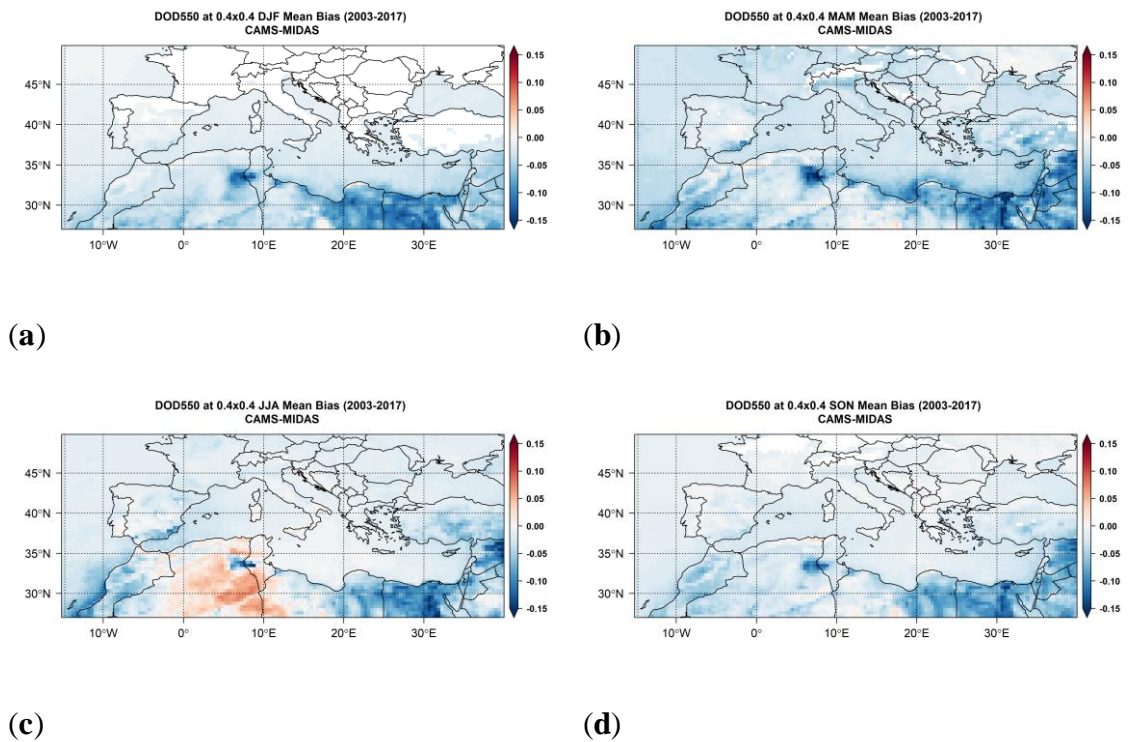 DOD550 at 0.4x0.4 DJF Mean Bias (2003-2017)
CAMS-MIDAS
45°N
40°N
35°N
30°N
10°W 0° 10°E 20°E 30°E
0.15
0.10
0.05
0.00
-0.05
-0.10
-0.15
(a)
DOD550 at 0.4x0.4 MAM Mean Bias (2003-2017)
CAMS-MIDAS
45°N
40°N
35°N
30°N
10°W 0° 10°E 20°E 30°E
0.15
0.10
0.05
0.00
-0.05
-0.10
-0.15
(b)
DOD550 at 0.4x0.4 JJA Mean Bias (2003-2017)
CAMS-MIDAS
45°N
40°N
35°N
30°N
10°W 0° 10°E 20°E 30°E
0.15
0.10
0.05
0.00
-0.05
-0.10
-0.15
(c)
DOD550 at 0.4x0.4 SON Mean Bias (2003-2017)
CAMS-MIDAS
45°N
40°N
35°N
30°N
10°W 0° 10°E 20°E 30°E
0.15
0.10
0.05
0.00
-0.05
-0.10
-0.15
(d)